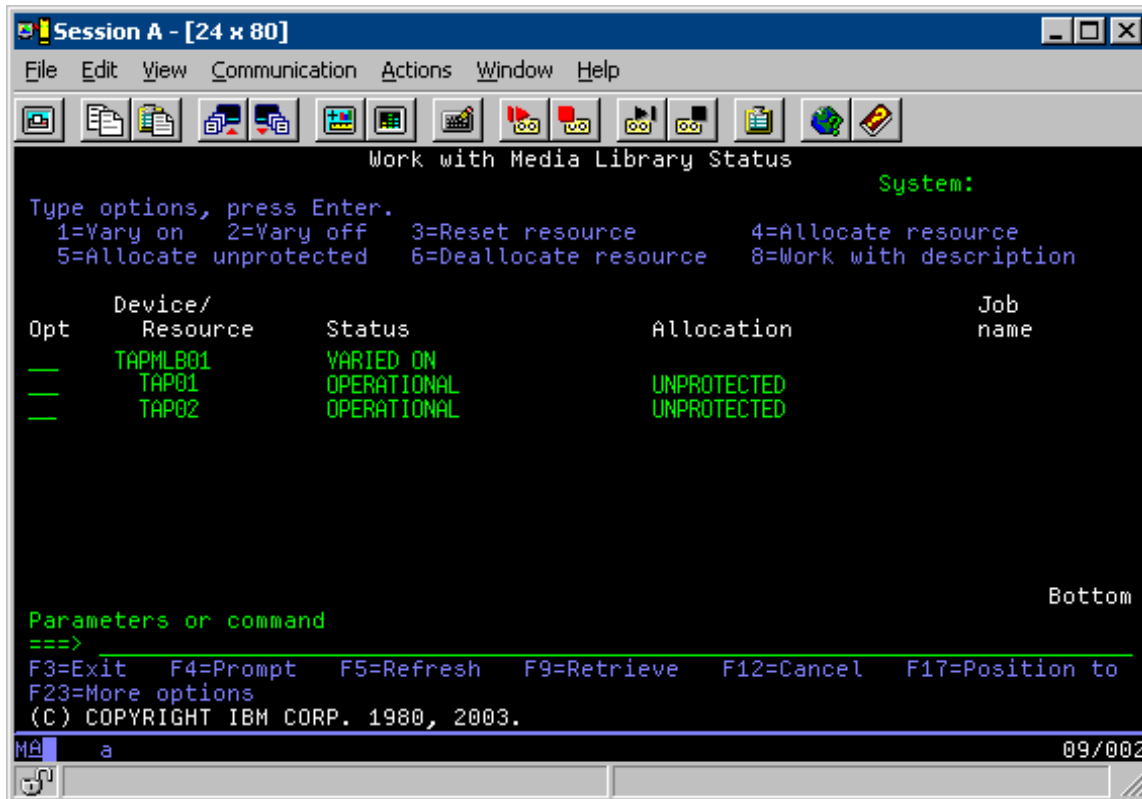 Session A - [24 x 80]
File Edit View Communication Actions Window Help
Work with Media Library Status
System:
Type options, press Enter.
1=Vary on 2=Vary off 3=Reset resource 4=Allocate resource
5=Allocate unprotected 6=Deallocate resource 8=Work with description
Device/ Job
Opt Resource Status Allocation name
TAPMLB01 VARIED ON
TAP01 OPERATIONAL UNPROTECTED
TAP02 OPERATIONAL UNPROTECTED
Bottom
Parameters or command
===>
F3=Exit F4=Prompt F5=Refresh F9=Retrieve F12=Cancel F17=Position to
F23=More options
(C) COPYRIGHT IBM CORP. 1980, 2003.
MA a 09/002